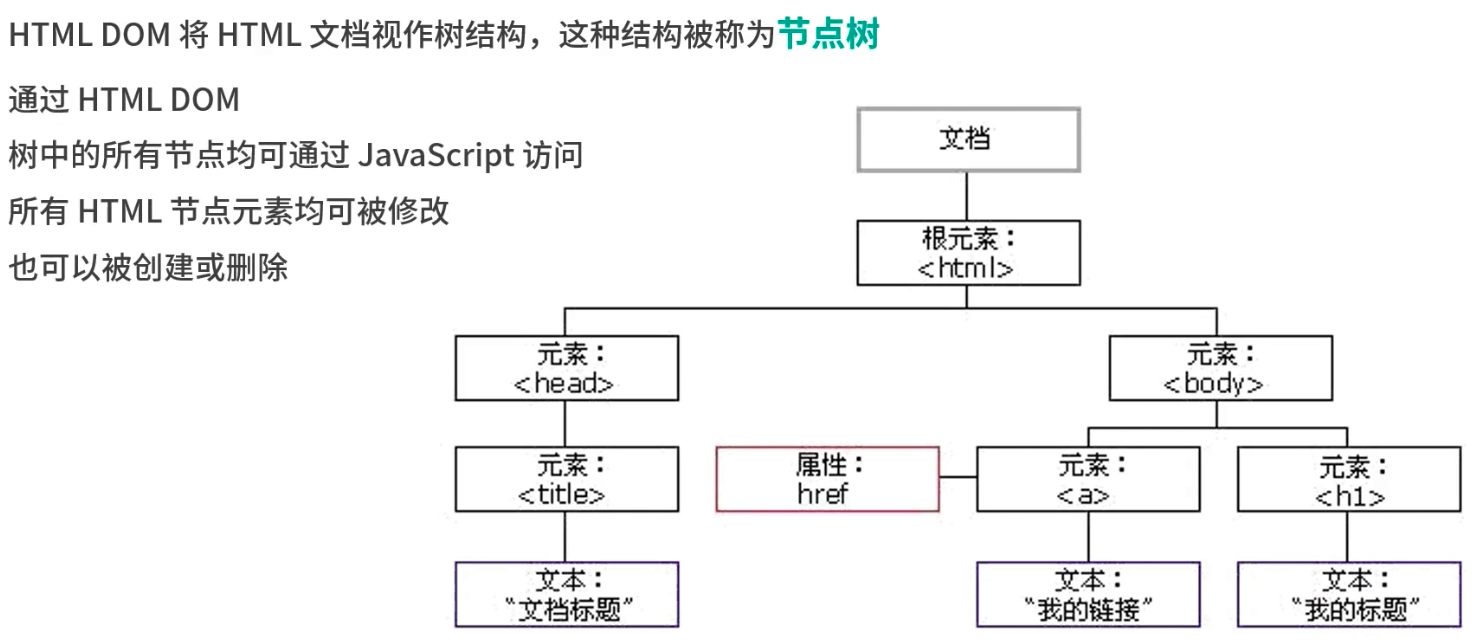 HTML DOM 将 HTML 文档视作树结构，这种结构被称为节点树
通过 HTML DOM
树中的所有节点均可通过 JavaScript 访问
所有 HTML 节点元素均可被修改
也可以被创建或删除
文档
根元素：
<html>
元素：
<head>
元素：
<body>
元素：
<title>
属性：
href
元素：
<a>
元素：
<h1>
文本：
“文档标题”
文本：
“我的链接”
文本：
“我的标题”